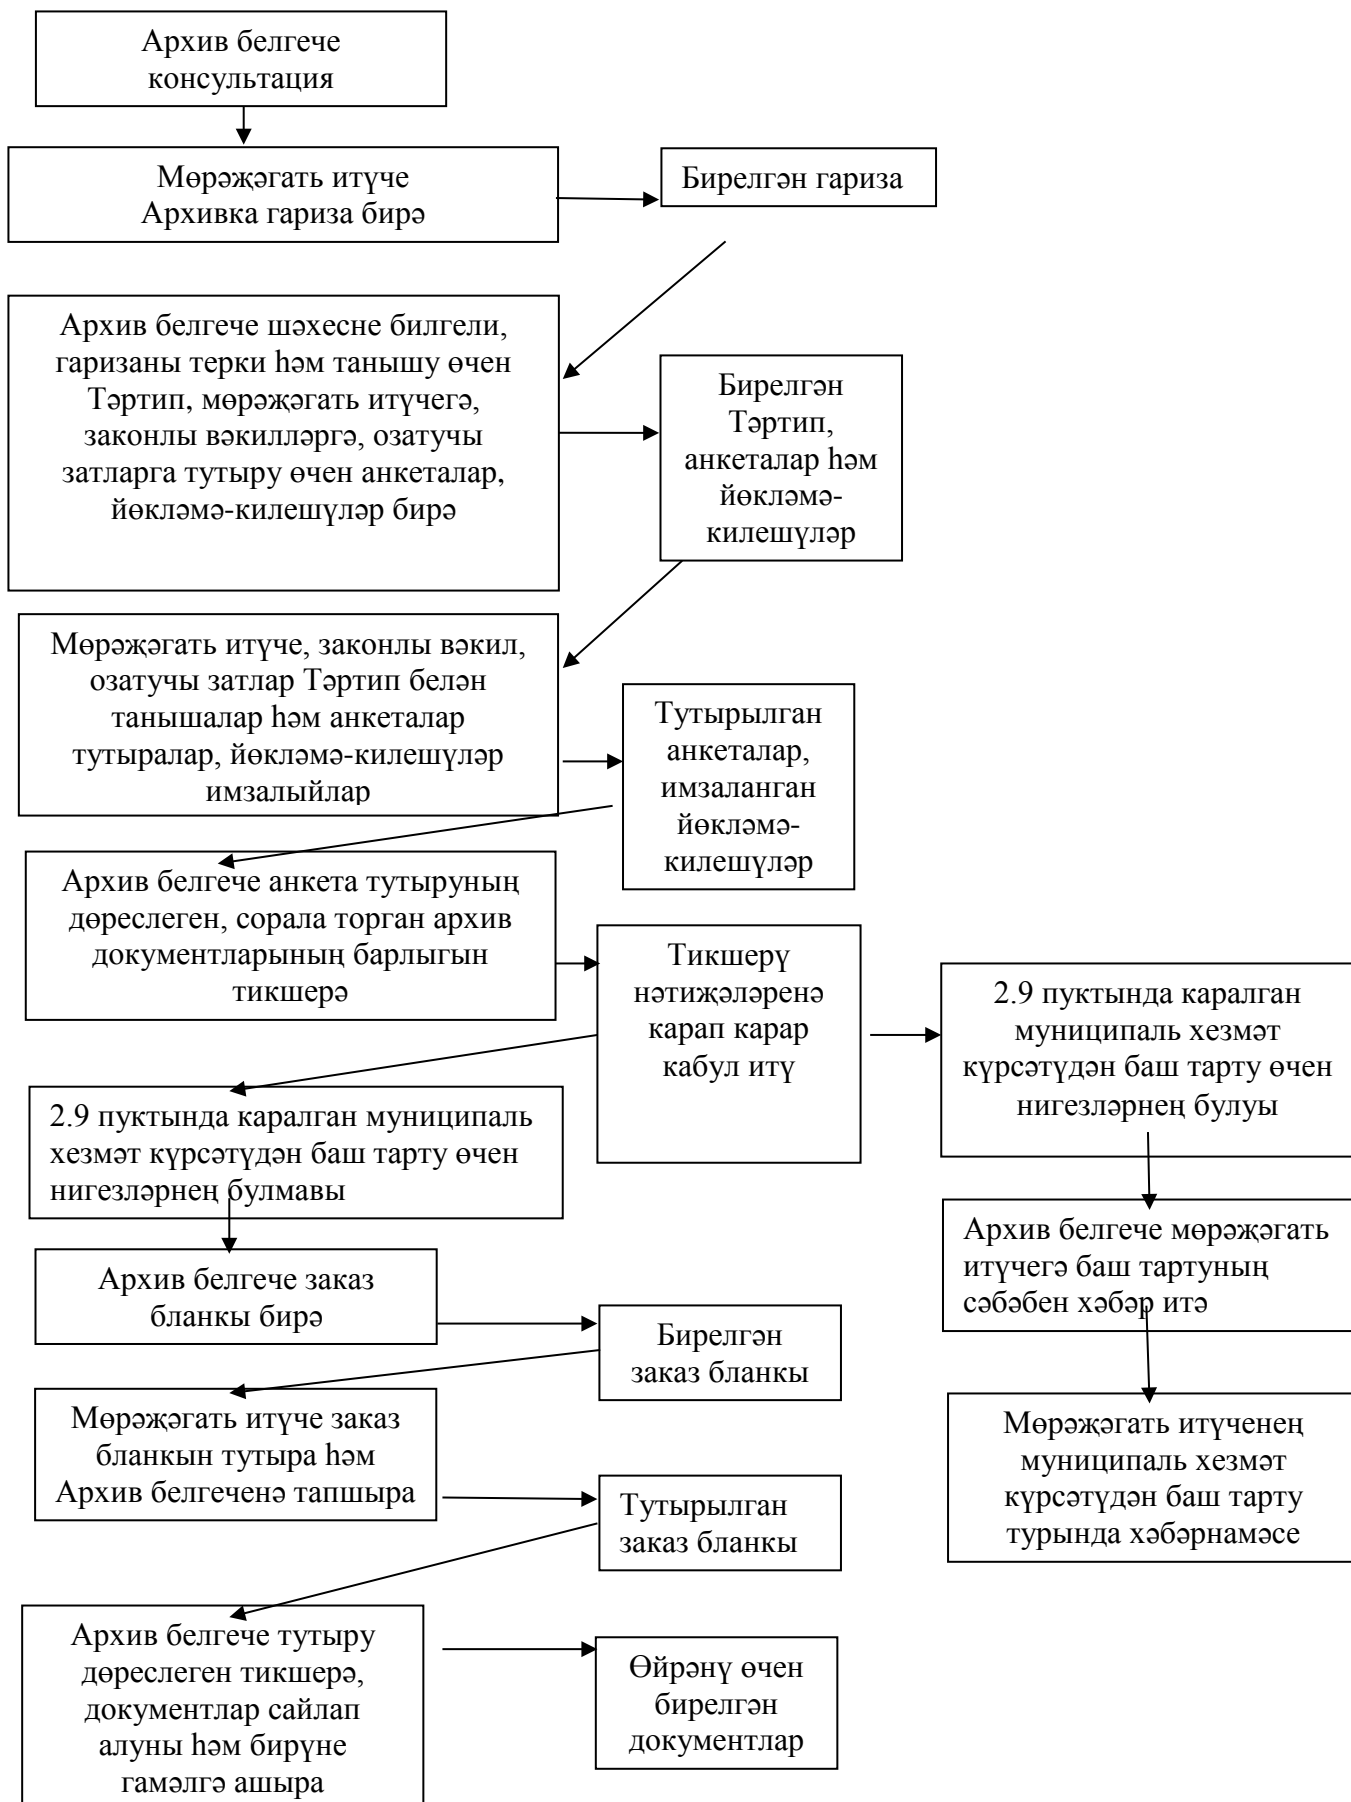 Архив белгече
консультация
Мөрәҗәгать итүче
Архивка гариза бирә
Бирелгән гариза
Архив белгече шәхесне билгели,
гаризаны терки һәм танышу өчен
Тәртип, мөрәҗәгать итүчегә,
законлы вәкилләргә, озатучы
затларга тутыру өчен анкеталар,
йөкләмә-килешүләр бирә
Бирелгән
Тәртип,
анкеталар һәм
йөкләмә-
килешүләр
Мөрәҗәгать итүче, законлы вәкил,
озатучы затлар Тәртип белән
танышалар һәм анкеталар
тутыралар, йөкләмә-килешүләр
имзалыйлар
Тутырылган
анкеталар,
имзаланган
йөкләмә-
килешүләр
Архив белгече анкета тутыруның
дөреслеген, сорала торган архив
документларының барлыгын
тикшерә
Тикшерү
нәтиҗәләренә
карап карар
кабул итү
2.9 пуктында каралган
муниципаль хезмәт
күрсәтүдән баш тарту өчен
нигезләрнең булуы
2.9 пуктында каралган муниципаль
хезмәт күрсәтүдән баш тарту өчен
нигезләрнең булмавы
Архив белгече мөрәҗәгать
итүчегә баш тартуның
сәбәбен хәбәр итә
Архив белгече заказ
бланкы бирә
Бирелгән
заказ бланкы
Мөрәҗәгать итүче заказ
бланкын тутыра һәм
Архив белгеченә тапшыра
Мөрәҗәгать итүченең
муниципаль хезмәт
күрсәтүдән баш тарту
турында хәбәрнамәсе
Тутырылган
заказ бланкы
Архив белгече тутыру
дөреслеген тикшерә,
документлар сайлап
алуны һәм бирүне
гамәлгә ашыра
Өйрәнү өчен
бирелгән
документлар